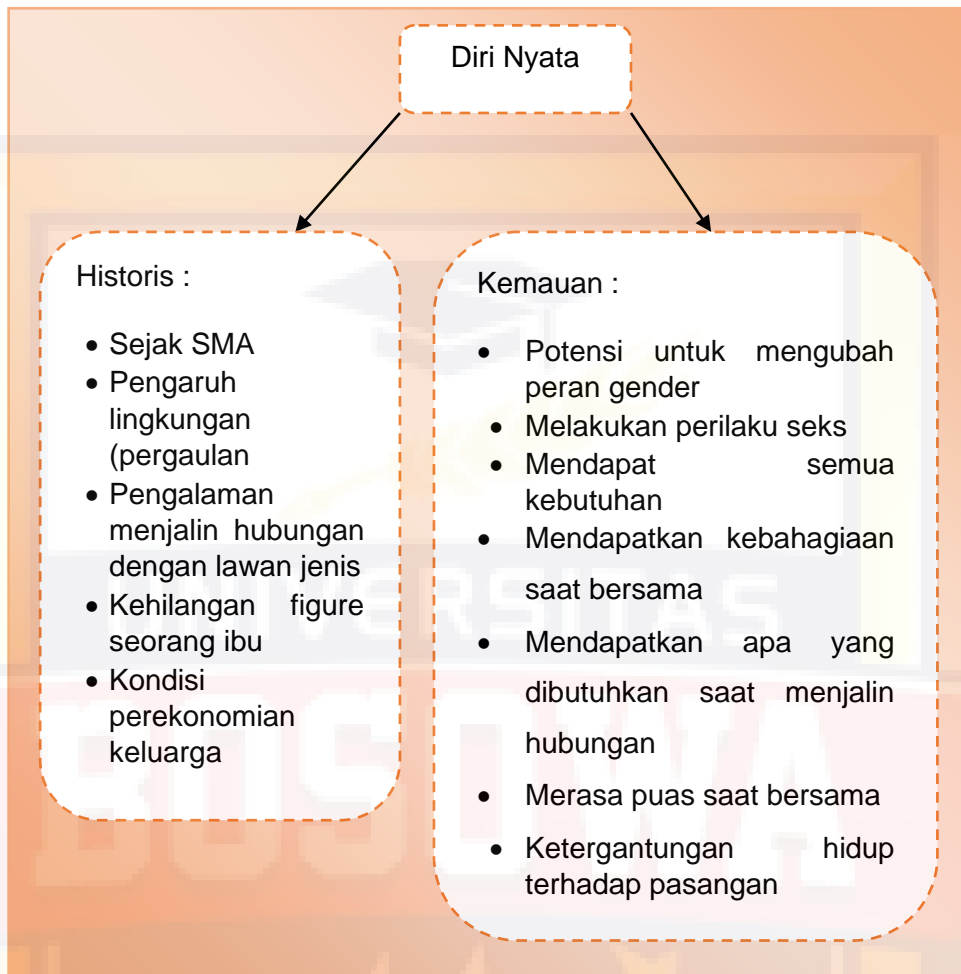 Diri Nyata
Historis :
• Sejak SMA
• Pengaruh
lingkungan
(pergaulan
• Pengalaman
menjalin hubungan
dengan lawan jenis
• Kehilangan figure
seorang ibu
• Kondisi
perekonomian
keluarga
Kemauan :
• Potensi untuk mengubah
peran gender
• Melakukan perilaku seks
• Mendapat semua
kebutuhan
• Mendapatkan kebahagiaan
saat bersama
• Mendapatkan apa yang
dibutuhkan saat menjalin
hubungan
• Merasa puas saat bersama
• Ketergantungan hidup
terhadap pasangan
UNIVERSITAS
BOSOWA